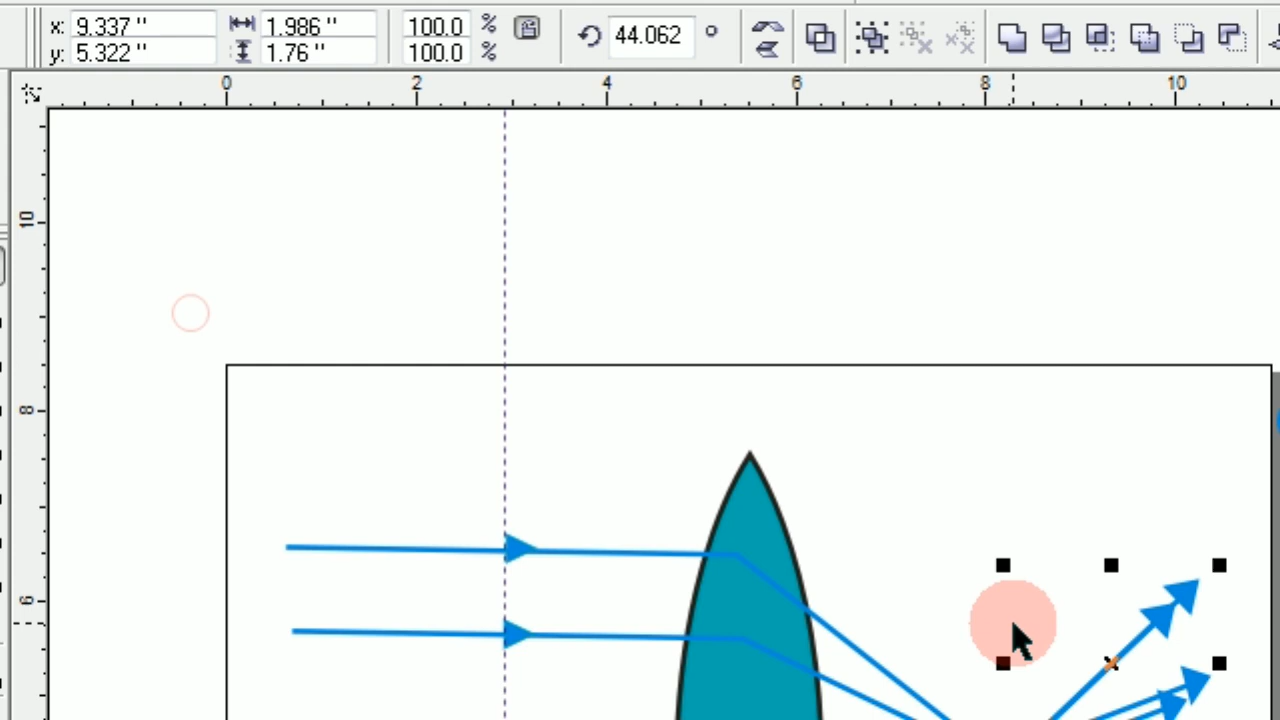 x: 9.337 " 1.986 " 100.0 % 44.062 °
y: 5.322 " 1.76 " 100.0 %
0 2 4 6 8 10
10
8
6